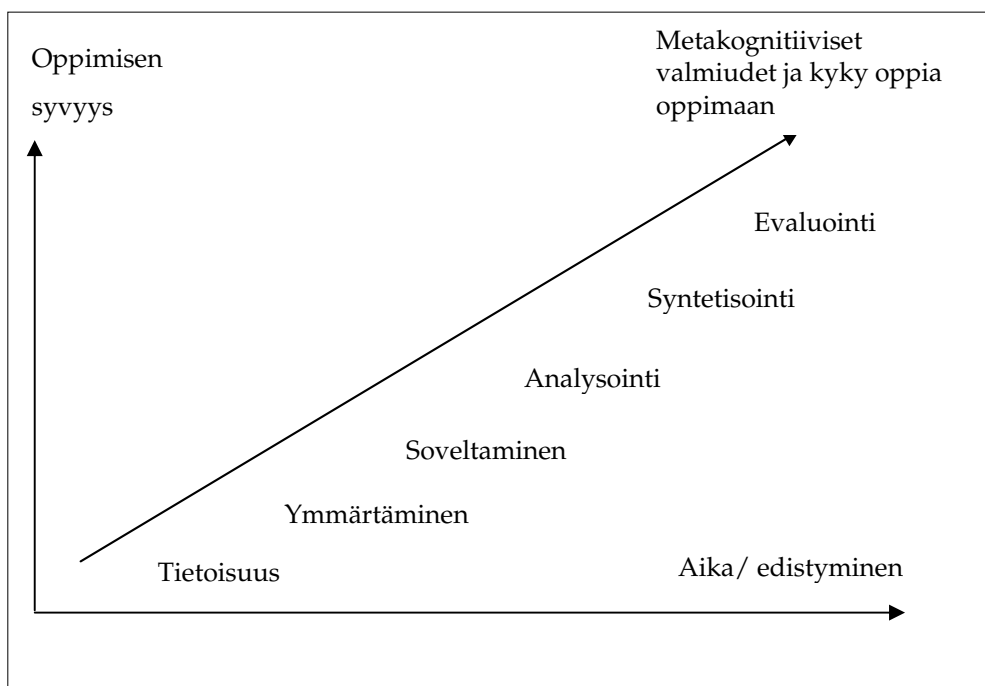 Oppimisen
syvyys
Metakognitiiviset
valmiudet ja kyky oppia
oppimaan
Evaluointi
Syntetisointi
Analysointi
Soveltaminen
Ymmärtäminen
Tietoisuus
Aika/ edistyminen